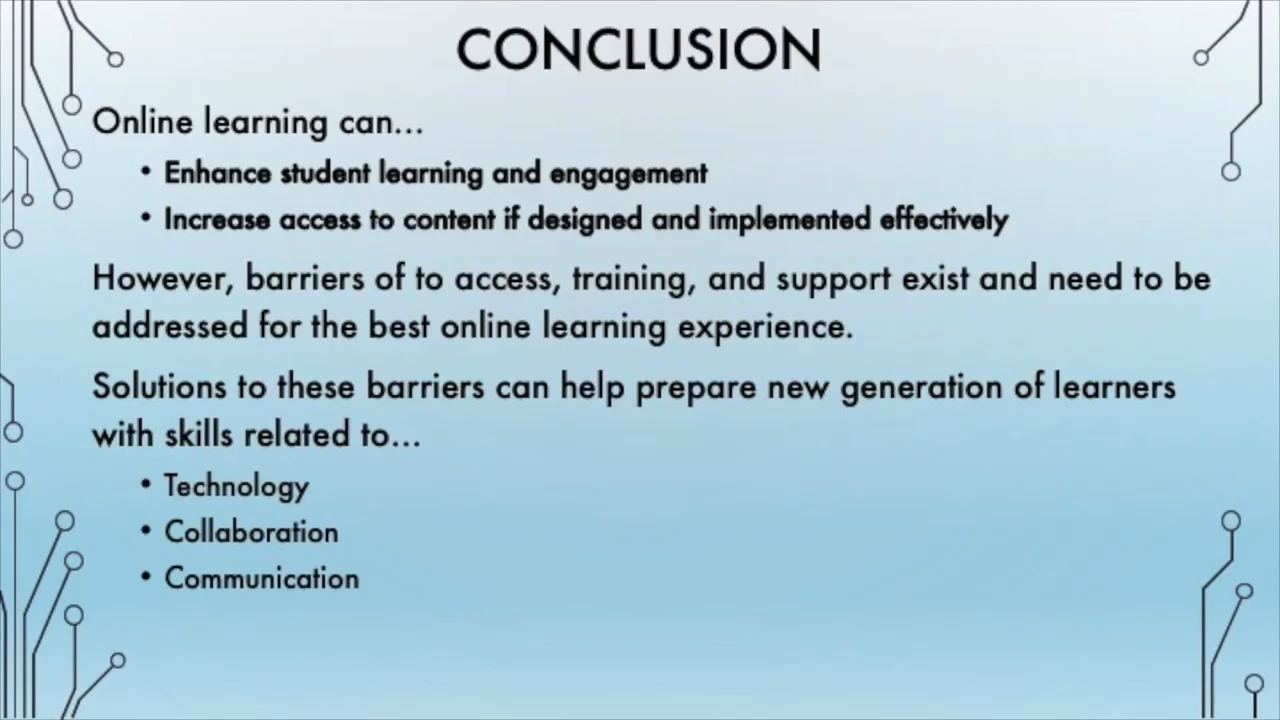 CONCLUSION
Online learning can...
• Enhance student learning and engagement
• Increase access to content if designed and implemented effectively
However, barriers of to access, training, and support exist and need to be
addressed for the best online learning experience.
Solutions to these barriers can help prepare new generation of learners
with skills related to...
• Technology
• Collaboration
• Communication